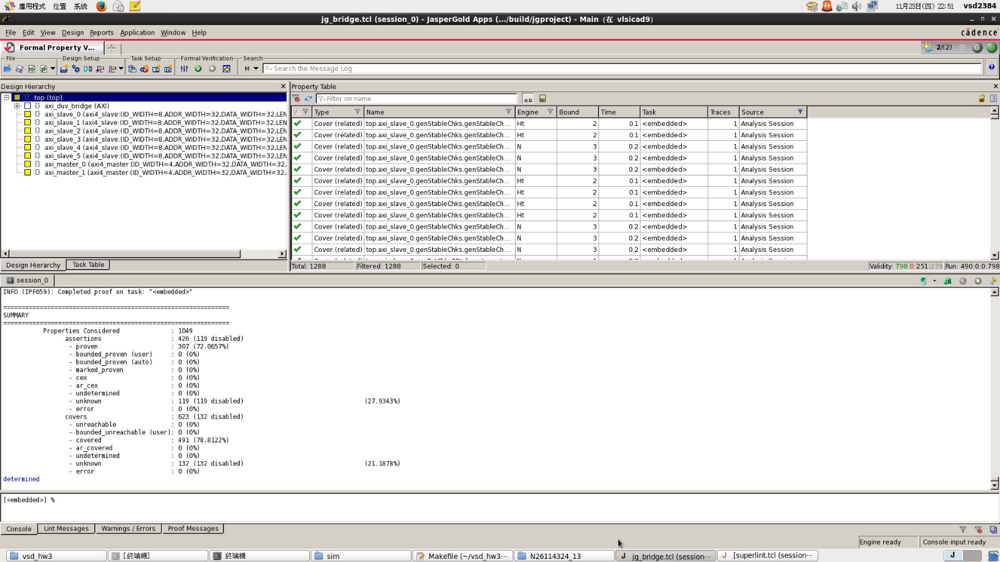 應用程式 位置 系統 11月23日(四) 22:51 vsd2384
jg_bridge.tcl (session_0) - JasperGold Apps (.../build/jgproject) - Main (在 vlsicad9)
File Edit View Design Reports Application Window Help cādence
Formal Property V... 2/(2)
File Design Setup Task Setup Formal Verification Search
M Search the Message Log
Design Hierarchy
top (top)
axi_duv_bridge (AXI)
axi_slave_0 (axi4_slave:(ID_WIDTH=8,ADDR_WIDTH=32,DATA_WIDTH=32,LEN
axi_slave_1 (axi4_slave:(ID_WIDTH=8,ADDR_WIDTH=32,DATA_WIDTH=32,LEN
axi_slave_2 (axi4_slave:(ID_WIDTH=8,ADDR_WIDTH=32,DATA_WIDTH=32,LEN
axi_slave_3 (axi4_slave:(ID_WIDTH=8,ADDR_WIDTH=32,DATA_WIDTH=32,LEN
axi_slave_4 (axi4_slave:(ID_WIDTH=8,ADDR_WIDTH=32,DATA_WIDTH=32,LEN
axi_slave_5 (axi4_slave:(ID_WIDTH=8,ADDR_WIDTH=32,DATA_WIDTH=32,LEN
axi_master_0 (axi4_master:(ID_WIDTH=4,ADDR_WIDTH=32,DATA_WIDTH=32,
axi_master_1 (axi4_master:(ID_WIDTH=4,ADDR_WIDTH=32,DATA_WIDTH=32,
Design Hierarchy Task Table
Property Table
Filter on name a.b
Type Name Engine Bound Time Task Traces Source
Cover (related) top.axi_slave_0.genStableChks.genStableCh... Ht 2 0.1 <embedded> 1 Analysis Session
Cover (related) top.axi_slave_0.genStableChks.genStableCh... Ht 2 0.1 <embedded> 1 Analysis Session
Cover (related) top.axi_slave_0.genStableChks.genStableCh... N 3 0.2 <embedded> 1 Analysis Session
Cover (related) top.axi_slave_0.genStableChks.genStableCh... N 3 0.2 <embedded> 1 Analysis Session
Cover (related) top.axi_slave_0.genStableChks.genStableCh... N 3 0.2 <embedded> 1 Analysis Session
Cover (related) top.axi_slave_0.genStableChks.genStableCh... Ht 2 0.1 <embedded> 1 Analysis Session
Cover (related) top.axi_slave_0.genStableChks.genStableCh... Ht 2 0.1 <embedded> 1 Analysis Session
Cover (related) top.axi_slave_0.genStableChks.genStableCh... Ht 2 0.1 <embedded> 1 Analysis Session
Cover (related) top.axi_slave_0.genStableChks.genStableCh... Ht 2 0.1 <embedded> 1 Analysis Session
Cover (related) top.axi_slave_0.genStableChks.genStableCh... N 3 0.2 <embedded> 1 Analysis Session
Cover (related) top.axi_slave_0.genStableChks.genStableCh... N 3 0.2 <embedded> 1 Analysis Session
Cover (related) top.axi_slave_0.genStableChks.genStableCh... N 3 0.2 <embedded> 1 Analysis Session
Total: 1288 Filtered: 1288 Selected: 0 Validity: 798:0:251:239 Run: 490:0:0:798
session_0
INFO (IPF059): Completed proof on task: "<embedded>"
==============================================================
SUMMARY
==============================================================
Properties Considered : 1049
assertions : 426 (119 disabled)
- proven : 307 (72.0657%)
- bounded_proven (user) : 0 (0%)
- bounded_proven (auto) : 0 (0%)
- marked_proven : 0 (0%)
- cex : 0 (0%)
- ar_cex : 0 (0%)
- undetermined : 0 (0%)
- unknown : 119 (119 disabled) (27.9343%)
- error : 0 (0%)
covers : 623 (132 disabled)
- unreachable : 0 (0%)
- bounded_unreachable (user): 0 (0%)
- covered : 491 (78.8122%)
- ar_covered : 0 (0%)
- undetermined : 0 (0%)
- unknown : 132 (132 disabled) (21.1878%)
- error : 0 (0%)
determined
[<embedded>] %
Console Lint Messages Warnings / Errors Proof Messages
Engine ready Console input ready
vsd_hw3 [終端機] 終端機 sim Makefile (~/vsd_hw3··· N26114324_13 jg_bridge.tcl (session··· [superlint.tcl (session···